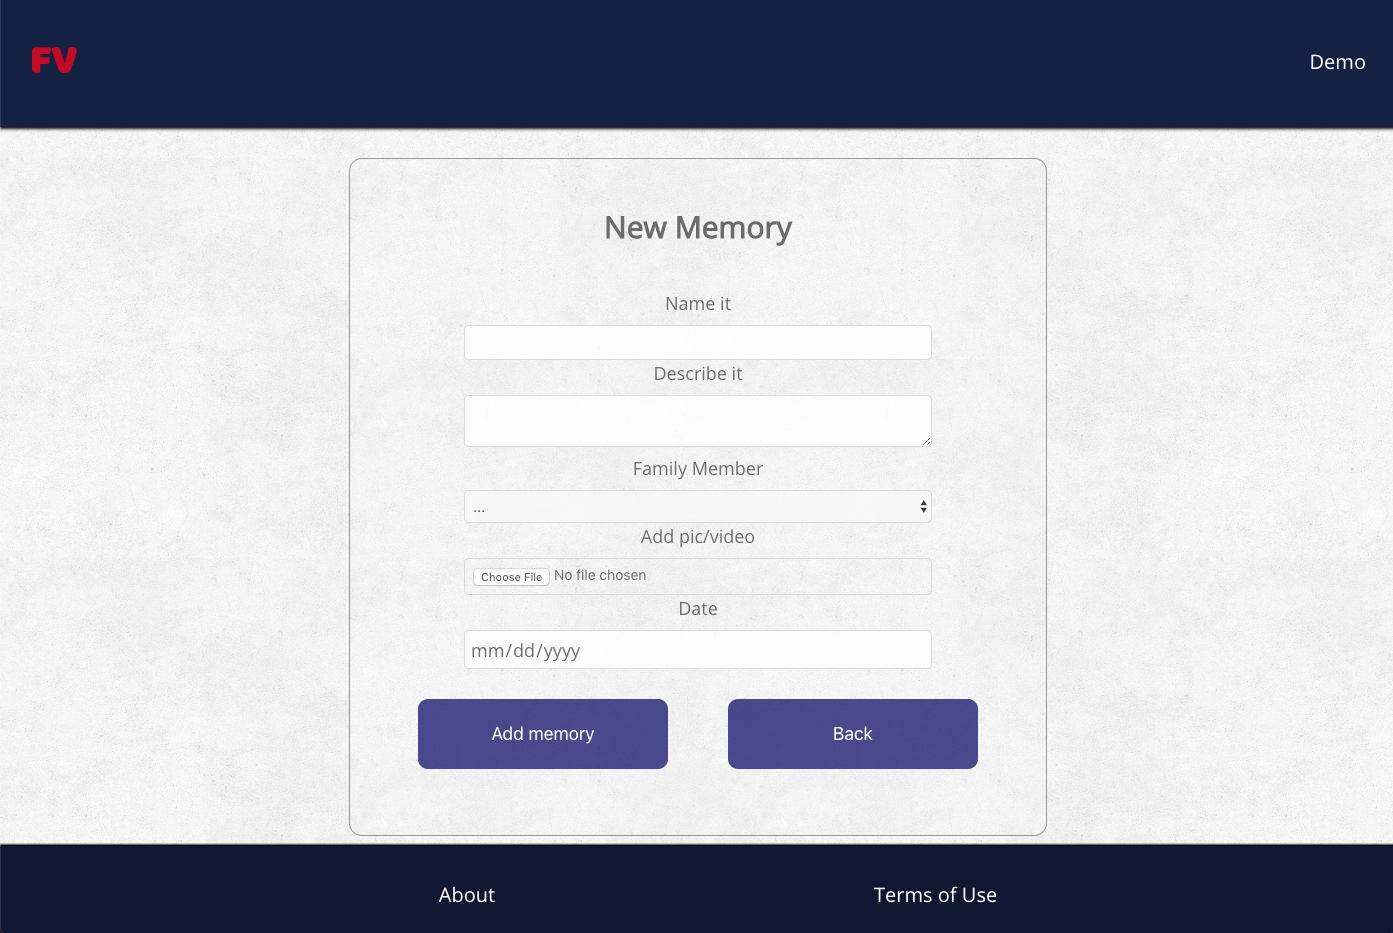 FV
Demo
New Memory
Name it
Describe it
Family Member
...
Add pic/video
Choose File No file chosen
Date
mm/dd/yyyy
Add memory
Back
About
Terms of Use